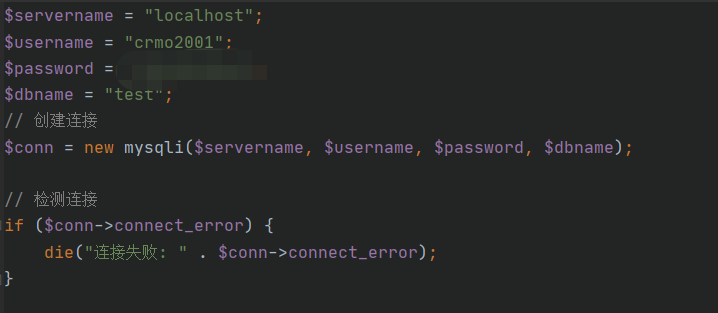 $servername = "localhost";
$username = "crmo2001";
$password =
$dbname = "test";
// 创建连接
$conn = new mysqli($servername, $username, $password, $dbname);
// 检测连接
if ($conn->connect_error) {
die("连接失败: " . $conn->connect_error);
}